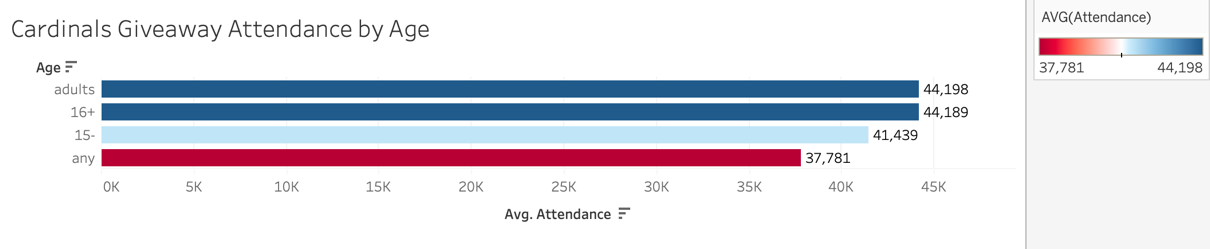 Cardinals Giveaway Attendance by Age
Age
adults 44,198
16+ 44,189
15- 41,439
any 37,781
0K 5K 10K 15K 20K 25K 30K 35K 40K 45K
Avg. Attendance
AVG(Attendance)
37,781 44,198